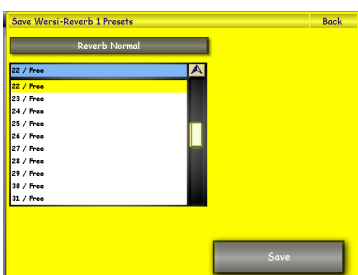 Save Wersi-Reverb 1 Presets Back
Reverb Normal
22 / Free
22 / Free
23 / Free
24 / Free
25 / Free
26 / Free
27 / Free
28 / Free
29 / Free
30 / Free
31 / Free
Save